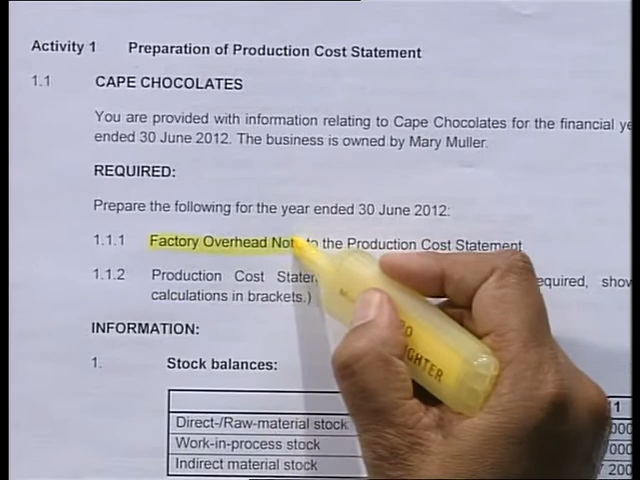 Activity 1 Preparation of Production Cost Statement
1.1 CAPE CHOCOLATES
You are provided with information relating to Cape Chocolates for the financial
ended 30 June 2012. The business is owned by Mary Muller.
REQUIRED:
Prepare the following for the year ended 30 June 2012:
1.1.1 Factory Overhead Note to the Production Cost Statement
1.1.2 Production Cost equired, show
calculations in brackets.)
INFORMATION:
1. Stock balances:
Direct-/Raw-material stock 000
Work-in-process stock 000
Indirect material stock 200